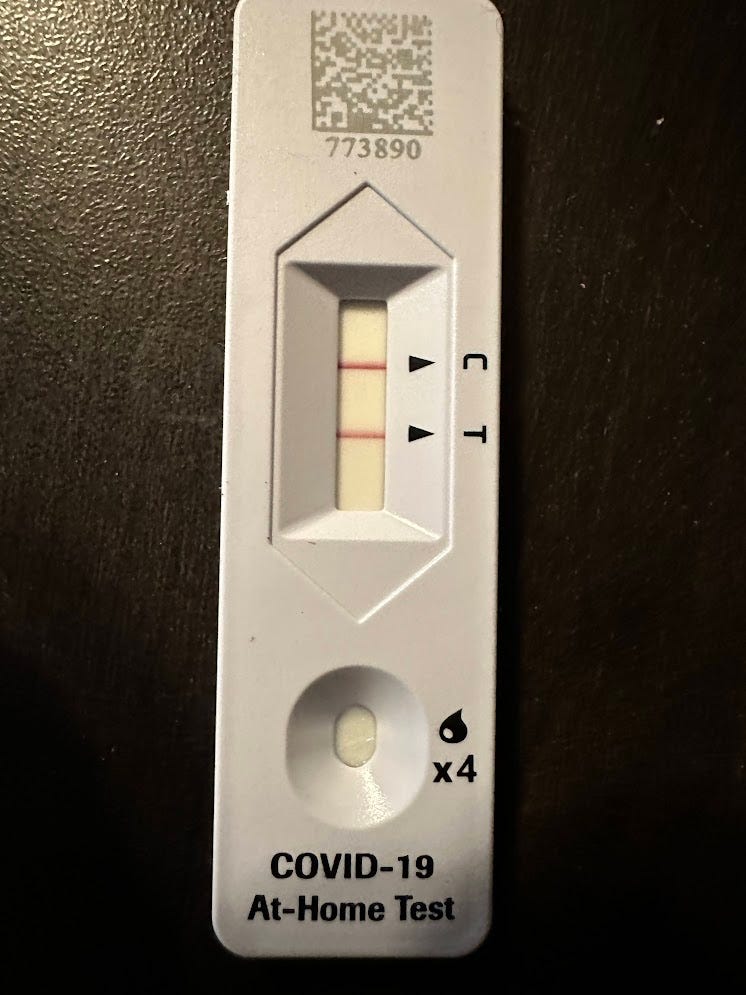 773890
C
T
x4
COVID-19
At-Home Test